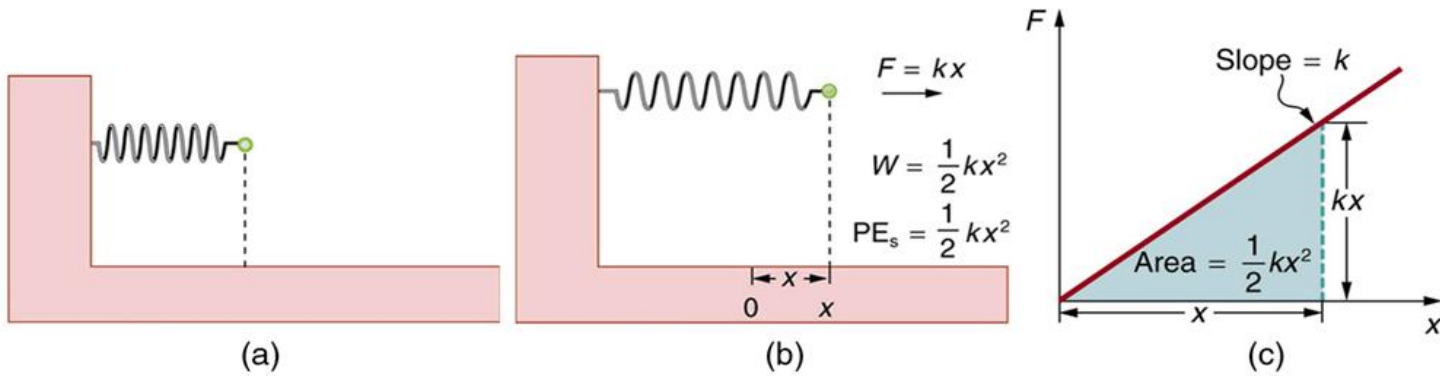 (a)
F = kx
W = 1/2 kx²
PEₛ = 1/2 kx²
x
0 x
(b)
F
Slope = k
kx
Area = 1/2 kx²
x
x
(c)